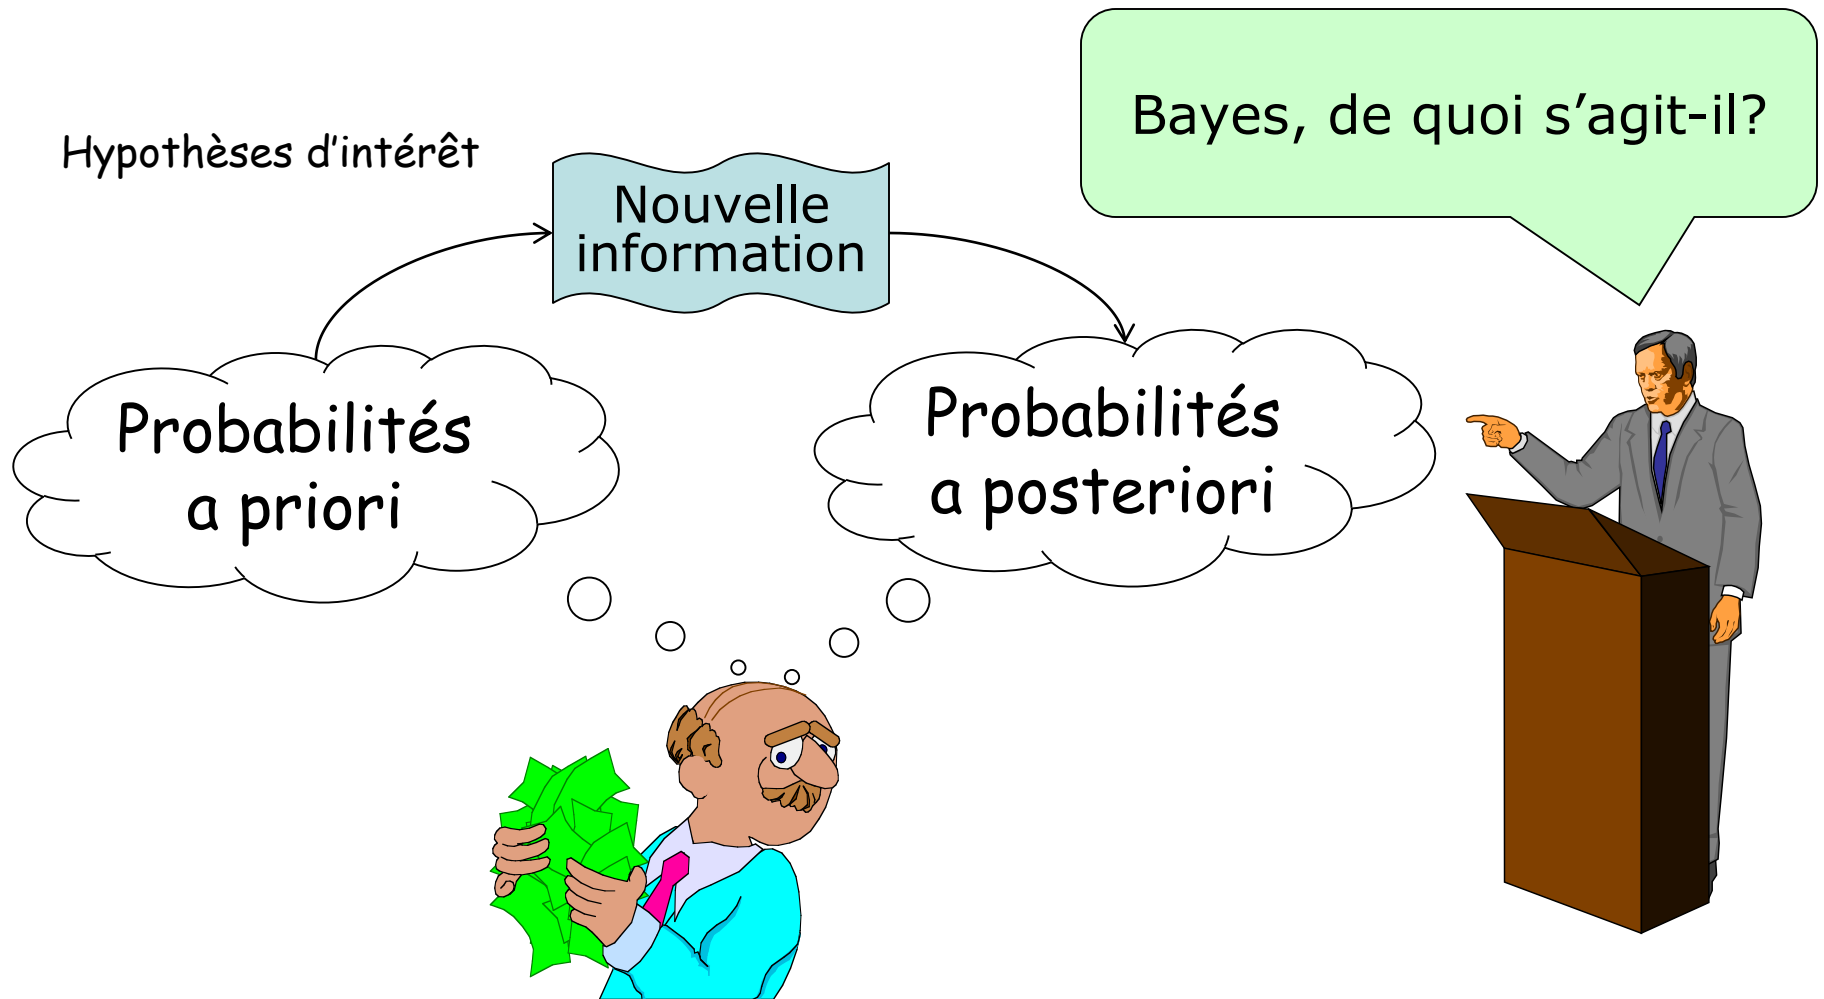 Bayes, de quoi s’agit-il?
Hypothèses d’intérêt
Nouvelle
information
Probabilités
a priori
Probabilités
a posteriori